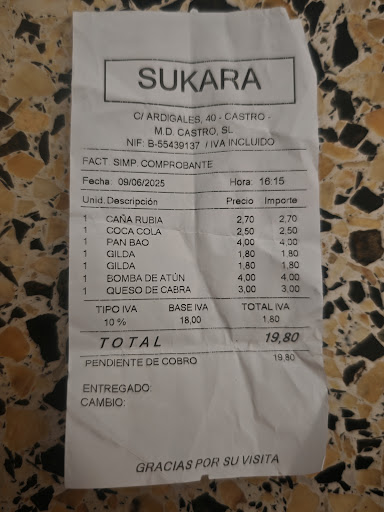 SUKARA
C/ ARDIGALES, 40 - CASTRO -
M.D. CASTRO, SL
NIF: B-55439137 / IVA INCLUIDO
FACT. SIMP. COMPROBANTE
Fecha: 09/06/2025 Hora: 16:15
Unid. Descripción Precio Importe
1 CAÑA RUBIA 2,70 2,70
1 COCA COLA 2,50 2,50
1 PAN BAO 4,00 4,00
1 GILDA 1,80 1,80
1 GILDA 1,80 1,80
1 BOMBA DE ATÚN 4,00 4,00
1 QUESO DE CABRA 3,00 3,00
TIPO IVA BASE IVA TOTAL IVA
10 % 18,00 1,80
TOTAL 19,80
PENDIENTE DE COBRO 19,80
ENTREGADO:
CAMBIO:
GRACIAS POR SU VISITA